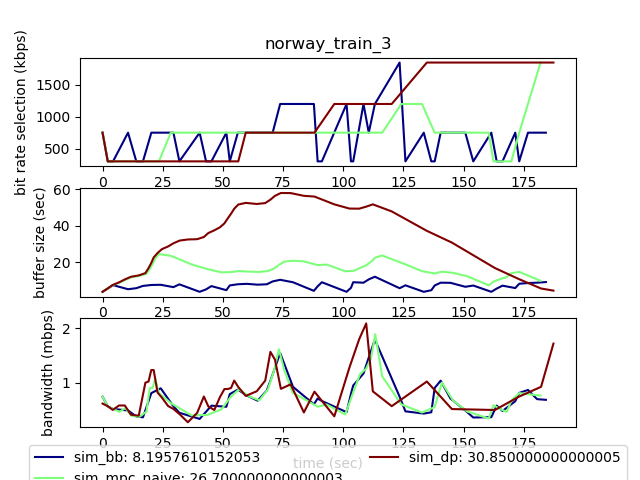 norway_train_3
bit rate selection (kbps)
1500
1000
500
0 25 50 75 100 125 150 175
buffer size (sec)
60
40
20
0 25 50 75 100 125 150 175
bandwidth (mbps)
2
1
0 25 50 75 100 125 150 175
time (sec)
sim_bb: 8.1957610152053
sim_dp: 30.850000000000005
sim_mpc_naive: 26.700000000000003